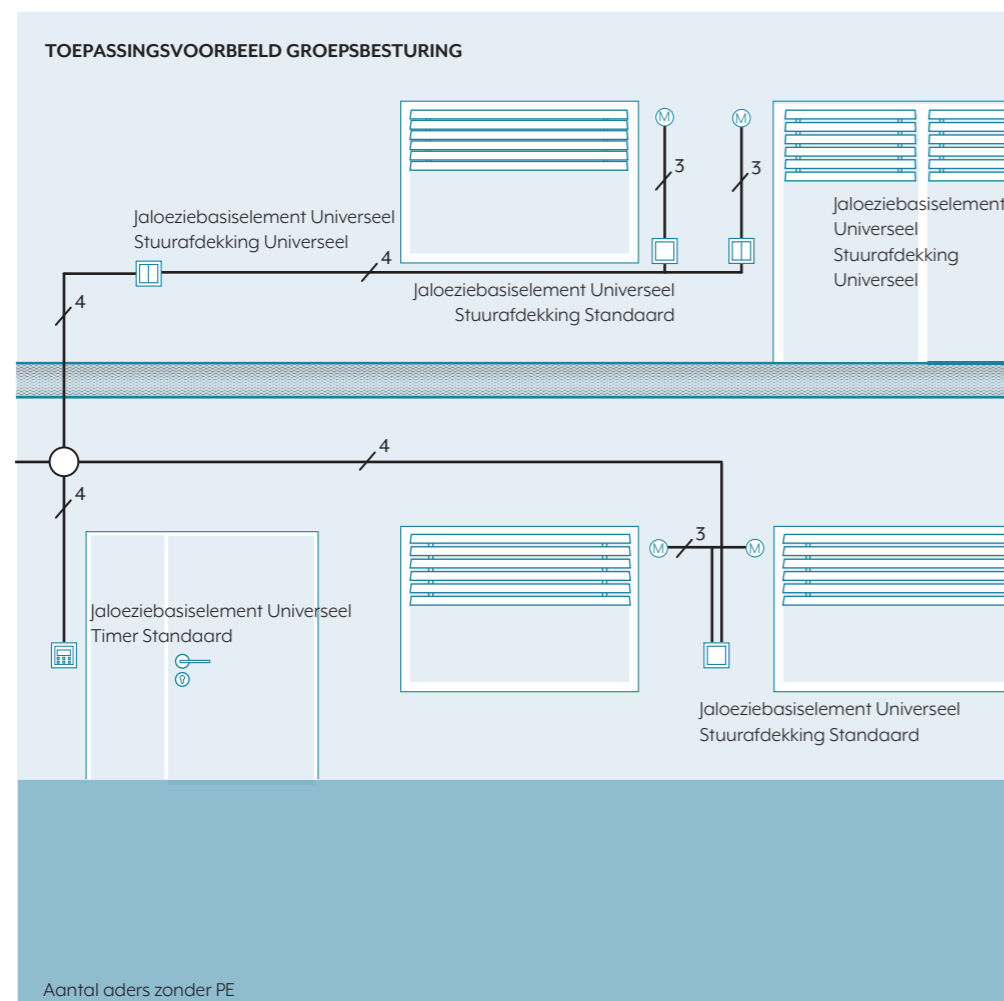 TOEPASSINGSVOORBEELD GROEPSBESTURING
M
M
3
3
Jaloeziebasiselement Universeel
Stuurafdekking Universeel
Jaloeziebasiselement
Universeel
Stuurafdekking
Universeel
4
Jaloeziebasiselement Universeel
Stuurafdekking Standaard
4
4
4
M
3
M
Jaloeziebasiselement Universeel
Timer Standaard
Jaloeziebasiselement Universeel
Stuurafdekking Standaard
Aantal aders zonder PE